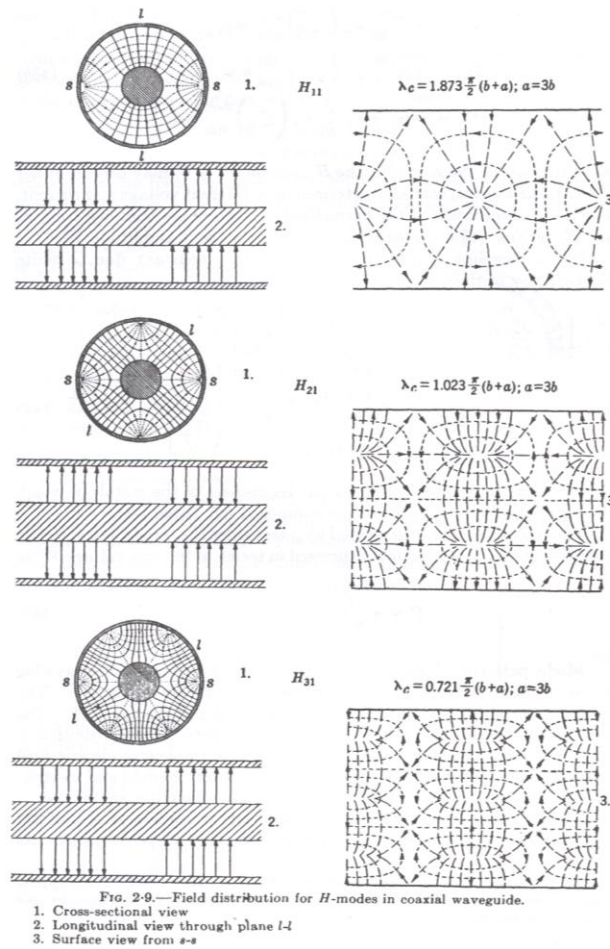 l
s
s
l
1.
H₁₁
λc = 1.873 π/2 (b+a); a=3b
2.
3.
l
s
s
l
1.
H₂₁
λc = 1.023 π/2 (b+a); a=3b
2.
3.
l
s
s
l
1.
H₃₁
λc = 0.721 π/2 (b+a); a=3b
2.
3.
Fig. 2·9.—Field distribution for H-modes in coaxial waveguide.
1. Cross-sectional view
2. Longitudinal view through plane l-l
3. Surface view from s-s